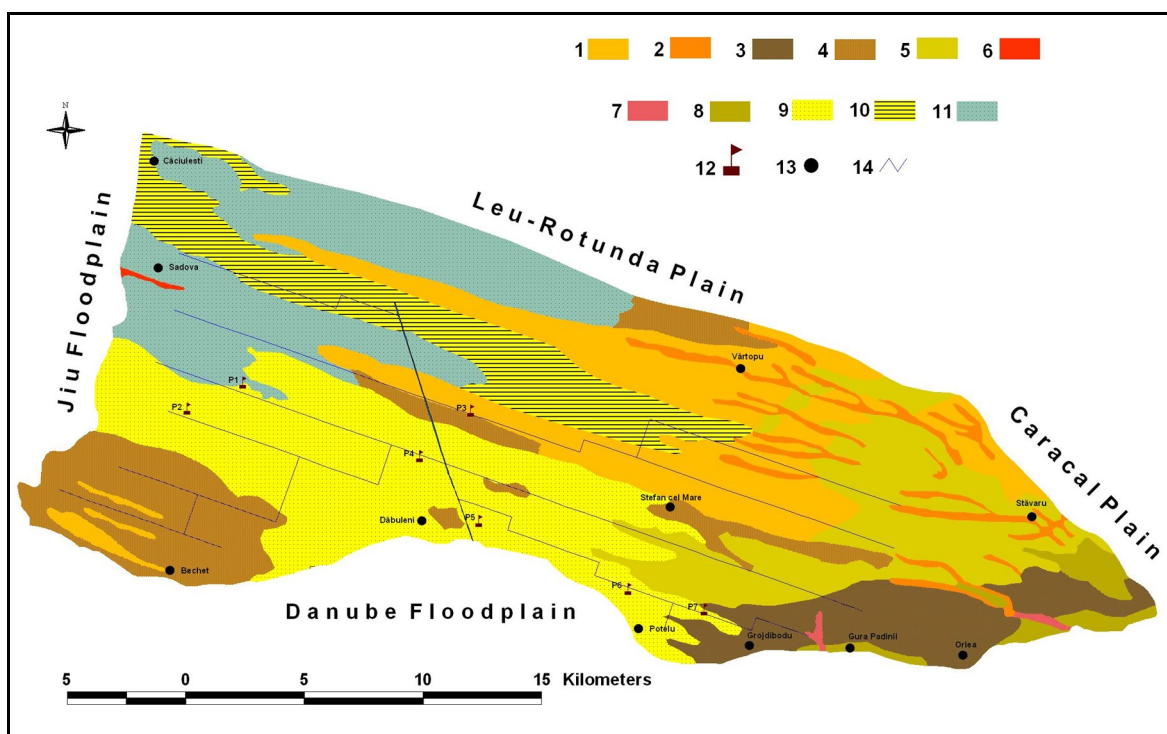 1 2 3 4 5 6
7 8 9 10 11
12 13 14
N
Căciulesti
Leu-Rotunda Plain
Jiu Floodplain
Sadova
Vârtopu
P1
P2
P3
Caracal Plain
P4
Stefan cel Mare
Stăvaru
Dăbuleni
P5
Bechet
Danube Floodplain
P6
P7
Potelu
Grojdibodu
Gura Padinii
Orlea
5 0 5 10 15 Kilometers